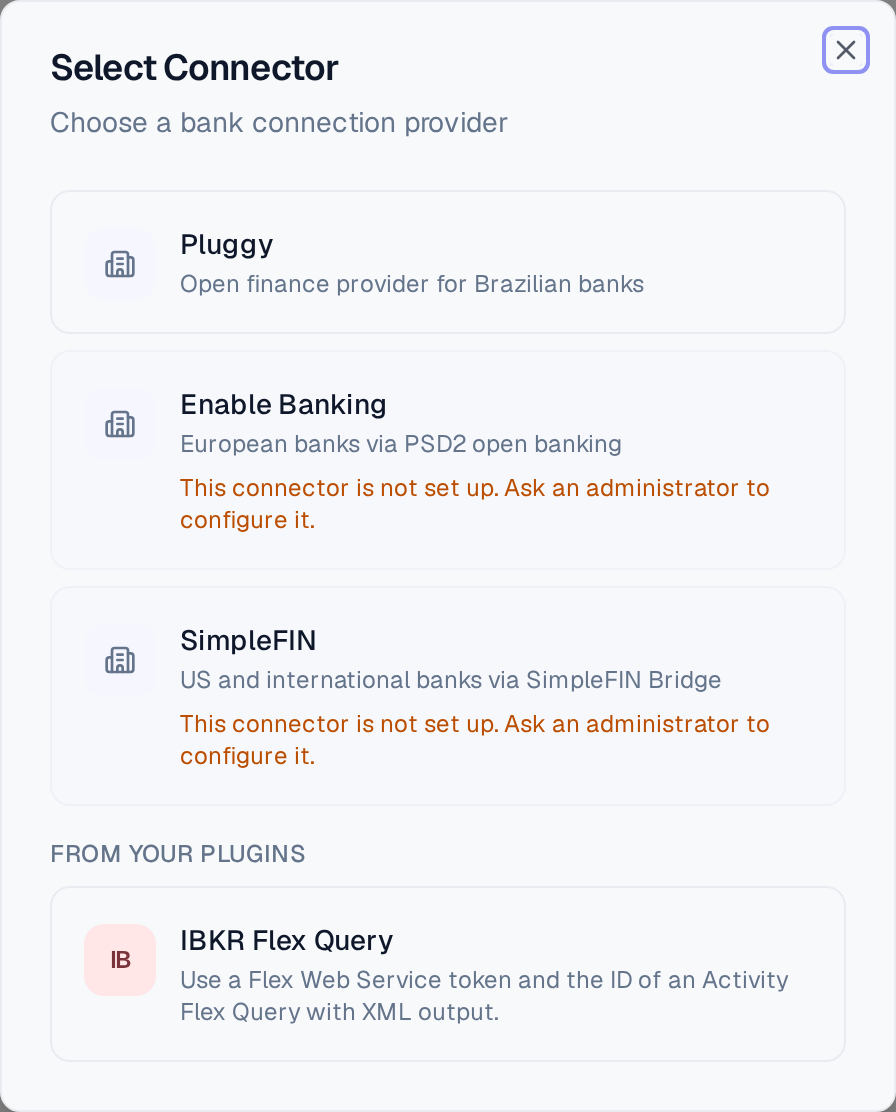 Select Connector
Choose a bank connection provider
Pluggy
Open finance provider for Brazilian banks
Enable Banking
European banks via PSD2 open banking
This connector is not set up. Ask an administrator to
configure it.
SimpleFIN
US and international banks via SimpleFIN Bridge
This connector is not set up. Ask an administrator to
configure it.
FROM YOUR PLUGINS
IB
IBKR Flex Query
Use a Flex Web Service token and the ID of an Activity
Flex Query with XML output.